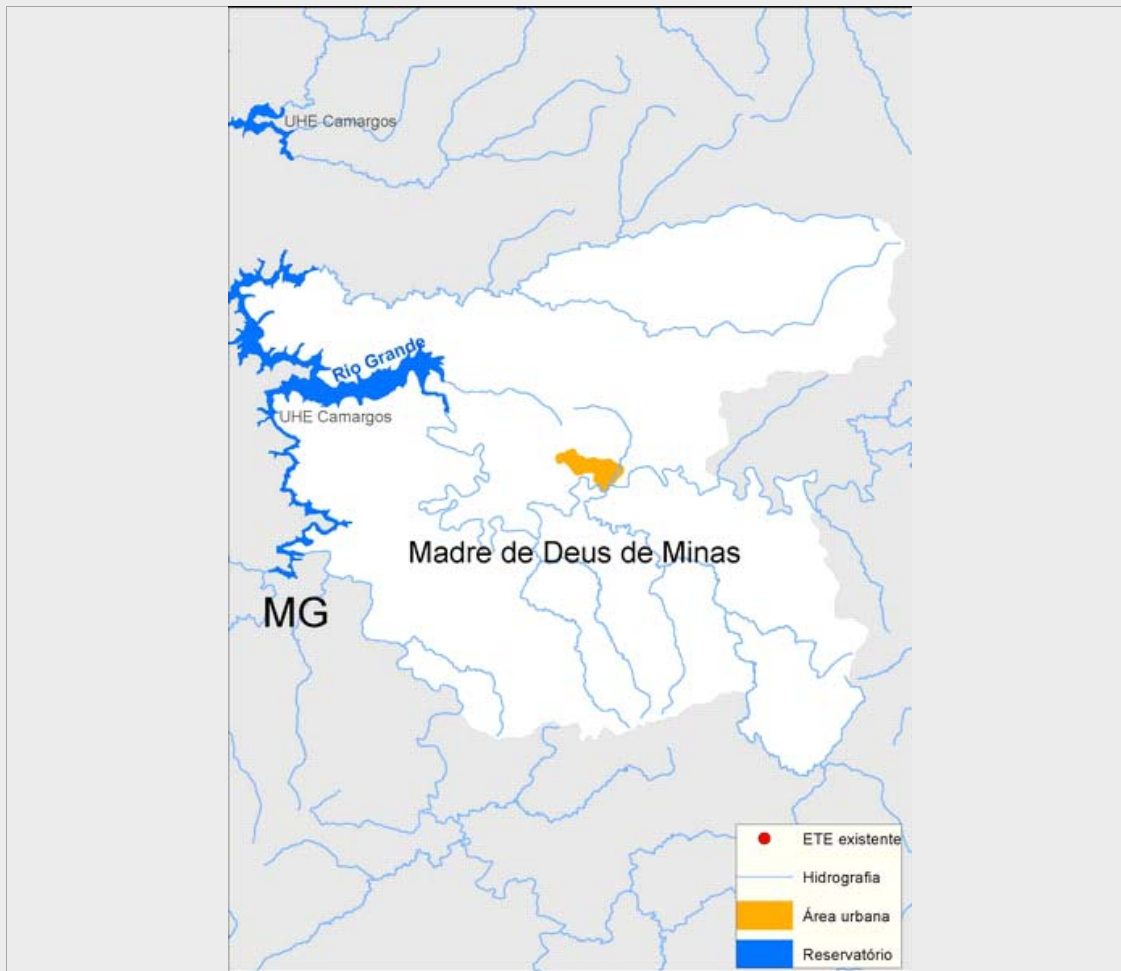 UHE Camargos
Rio Grande
UHE Camargos
Madre de Deus de Minas
MG
ETE existente
Hidrografia
Área urbana
Reservatório